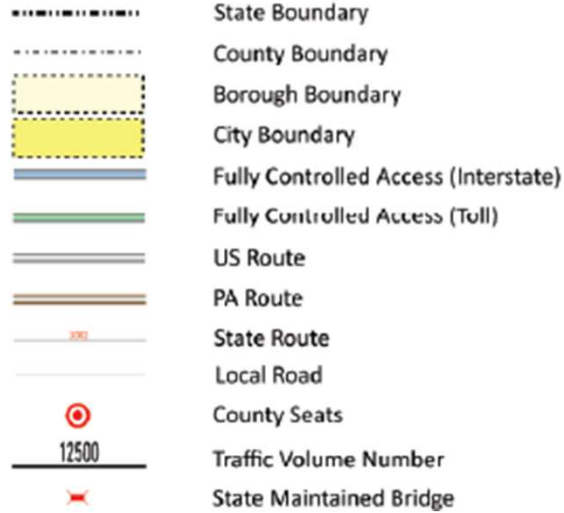 State Boundary
County Boundary
Borough Boundary
City Boundary
Fully Controlled Access (Interstate)
Fully Controlled Access (Toll)
US Route
PA Route
State Route
Local Road
County Seats
12500
Traffic Volume Number
State Maintained Bridge